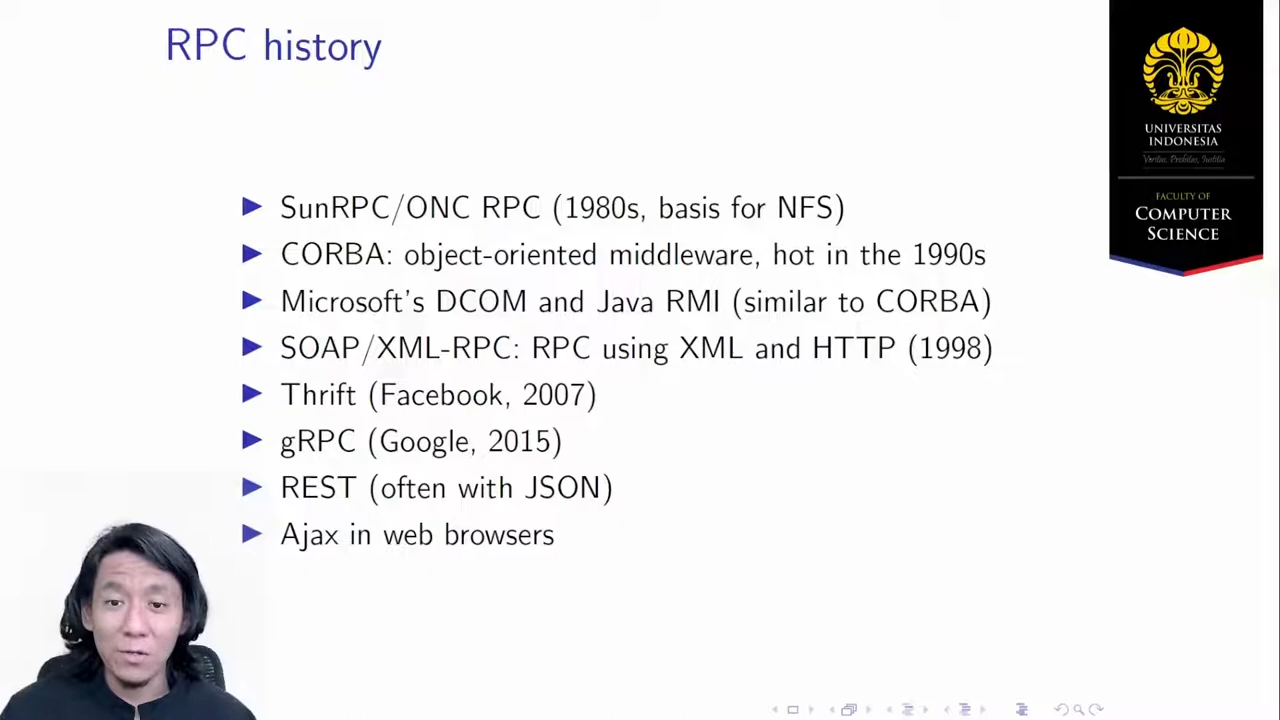 RPC history
UNIVERSITAS
INDONESIA
Veritas, Probitas, Iustitia
FACULTY OF
COMPUTER
SCIENCE
SunRPC/ONC RPC (1980s, basis for NFS)
CORBA: object-oriented middleware, hot in the 1990s
Microsoft's DCOM and Java RMI (similar to CORBA)
SOAP/XML-RPC: RPC using XML and HTTP (1998)
Thrift (Facebook, 2007)
gRPC (Google, 2015)
REST (often with JSON)
Ajax in web browsers